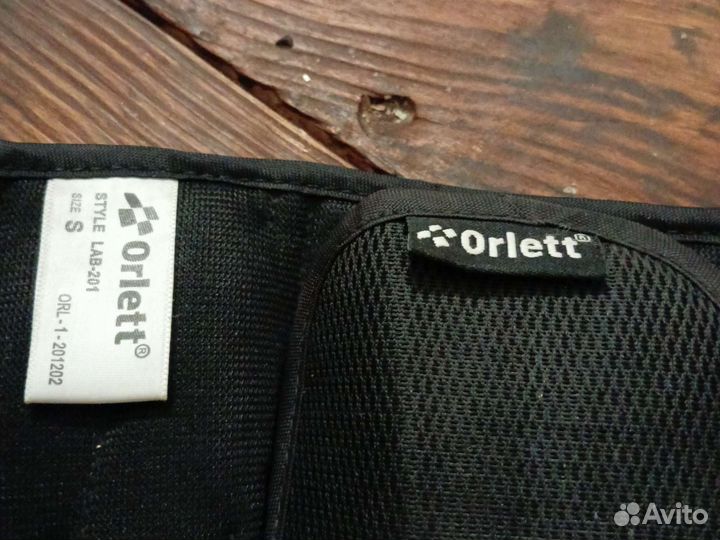 Orlett®
STYLE LAB-201
SIZE S
ORL-1-201202
Orlett®
Avito